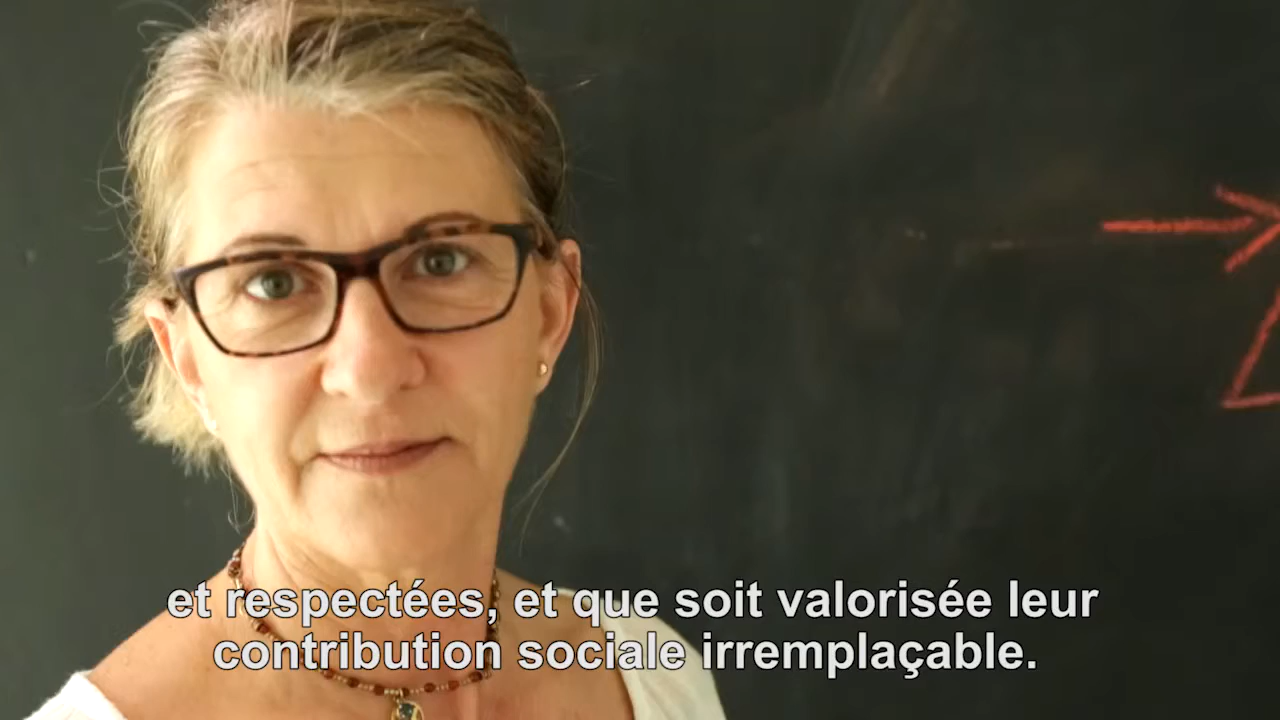 et respectées, et que soit valorisée leur
contribution sociale irremplaçable.